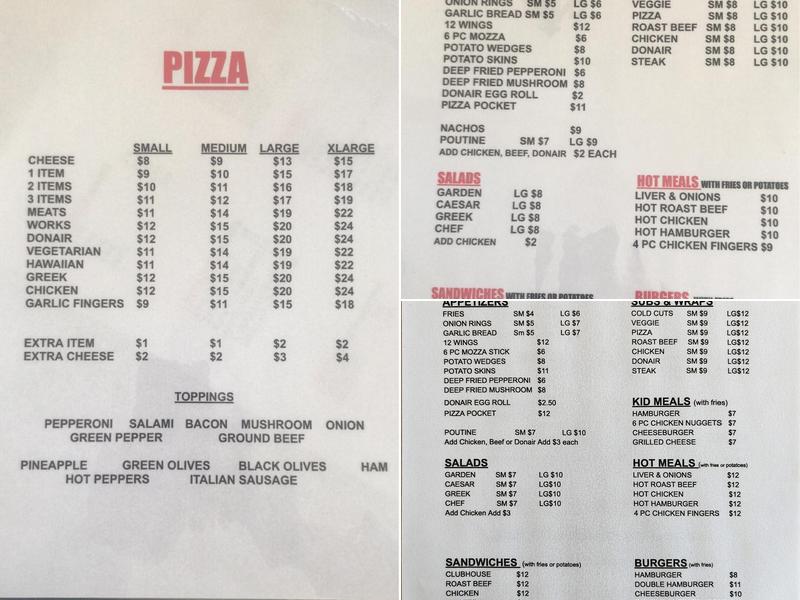 PIZZA
SMALL MEDIUM LARGE XLARGE
CHEESE $8 $9 $13 $15
1 ITEM $9 $10 $15 $17
2 ITEMS $10 $11 $16 $18
3 ITEMS $11 $12 $17 $19
MEATS $11 $14 $19 $22
WORKS $12 $15 $20 $24
DONAIR $12 $15 $20 $24
VEGETARIAN $11 $14 $19 $22
HAWAIIAN $11 $14 $19 $22
GREEK $12 $15 $20 $24
CHICKEN $12 $15 $20 $24
GARLIC FINGERS $9 $11 $15 $18
EXTRA ITEM $1 $1 $2 $2
EXTRA CHEESE $2 $2 $3 $4
TOPPINGS
PEPPERONI SALAMI BACON MUSHROOM ONION
GREEN PEPPER GROUND BEEF
PINEAPPLE GREEN OLIVES BLACK OLIVES HAM
HOT PEPPERS ITALIAN SAUSAGE
ONION RINGS SM $5 LG $6
GARLIC BREAD SM $5 LG $6
12 WINGS $12
6 PC MOZZA $6
POTATO WEDGES $8
POTATO SKINS $10
DEEP FRIED PEPPERONI $6
DEEP FRIED MUSHROOM $8
DONAIR EGG ROLL $2
PIZZA POCKET $11
NACHOS $9
POUTINE SM $7 LG $9
ADD CHICKEN, BEEF, DONAIR $2 EACH
VEGGIE SM $8 LG $10
PIZZA SM $8 LG $10
ROAST BEEF SM $8 LG $10
CHICKEN SM $8 LG $10
DONAIR SM $8 LG $10
STEAK SM $8 LG $10
SALADS
GARDEN LG $8
CAESAR LG $8
GREEK LG $8
CHEF LG $8
ADD CHICKEN $2
HOT MEALS WITH FRIES OR POTATOES
LIVER & ONIONS $10
HOT ROAST BEEF $10
HOT CHICKEN $10
HOT HAMBURGER $10
4 PC CHICKEN FINGERS $9
SANDWICHES WITH FRIES OR POTATOES
BURGERS
APPETIZERS
FRIES SM $4 LG $6
ONION RINGS SM $5 LG $7
GARLIC BREAD Sm $5 LG $7
12 WINGS $12
6 PC MOZZA STICK $6
POTATO WEDGES $8
POTATO SKINS $11
DEEP FRIED PEPPERONI $6
DEEP FRIED MUSHROOM $8
DONAIR EGG ROLL $2.50
PIZZA POCKET $12
POUTINE SM $7 LG $10
Add Chicken, Beef or Donair Add $3 each
SUBS & WRAPS
COLD CUTS SM $9 LG$12
VEGGIE SM $9 LG$12
PIZZA SM $9 LG$12
ROAST BEEF SM $9 LG$12
CHICKEN SM $9 LG$12
DONAIR SM $9 LG$12
STEAK SM $9 LG$12
KID MEALS (with fries)
HAMBURGER $7
6 PC CHICKEN NUGGETS $7
CHEESEBURGER $7
GRILLED CHEESE $7
SALADS
GARDEN SM $7 LG$10
CAESAR SM $7 LG$10
GREEK SM $7 LG$10
CHEF SM $7 LG$10
Add Chicken Add $3
HOT MEALS (with fries or potatoes)
LIVER & ONIONS $12
HOT ROAST BEEF $12
HOT CHICKEN $12
HOT HAMBURGER $12
4 PC CHICKEN FINGERS $12
SANDWICHES (with fries or potatoes)
CLUBHOUSE $12
ROAST BEEF $12
CHICKEN $12
BURGERS (with fries)
HAMBURGER $8
DOUBLE HAMBURGER $11
CHEESEBURGER $10